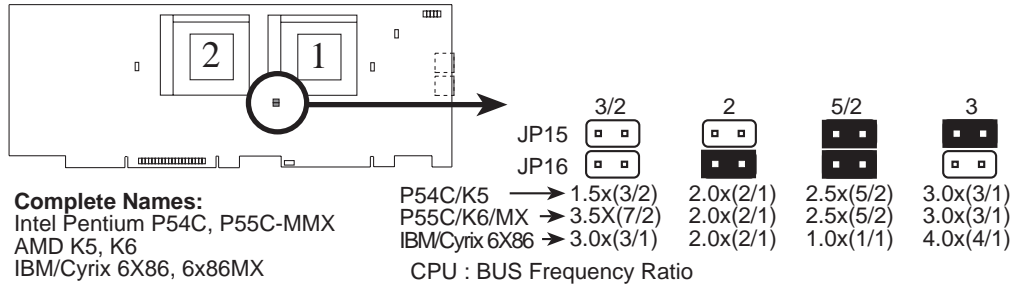 2 1
3/2 2 5/2 3
JP15
JP16
P54C/K5 1.5x(3/2) 2.0x(2/1) 2.5x(5/2) 3.0x(3/1)
P55C/K6/MX 3.5X(7/2) 2.0x(2/1) 2.5x(5/2) 3.0x(3/1)
IBM/Cyrix 6X86 3.0x(3/1) 2.0x(2/1) 1.0x(1/1) 4.0x(4/1)
CPU : BUS Frequency Ratio
Complete Names:
Intel Pentium P54C, P55C-MMX
AMD K5, K6
IBM/Cyrix 6X86, 6x86MX